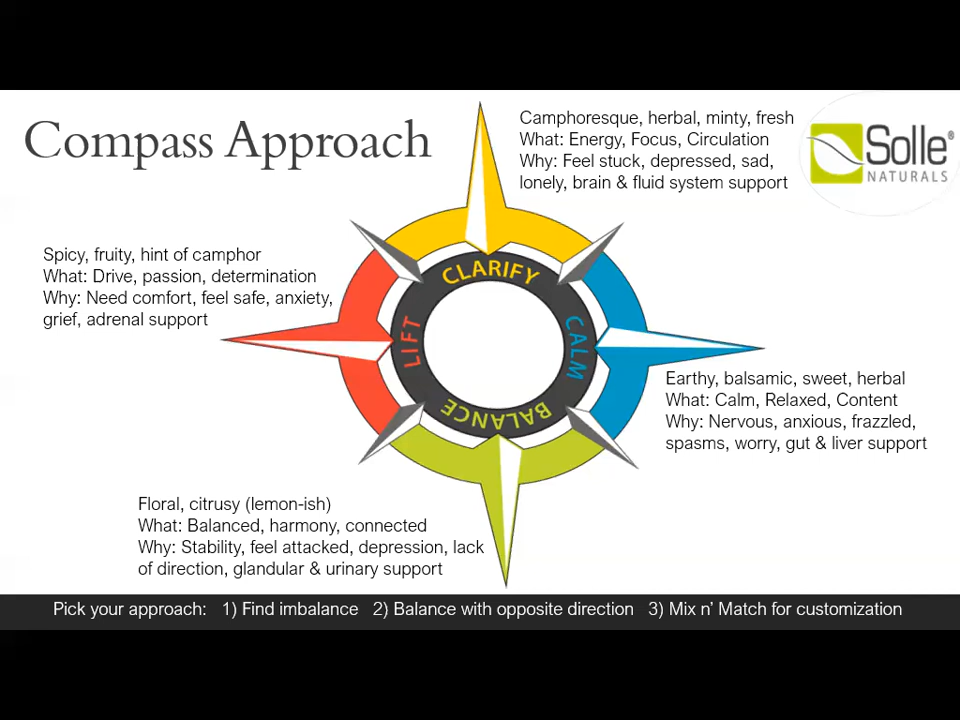 Compass Approach
Camphoresque, herbal, minty, fresh
What: Energy, Focus, Circulation
Why: Feel stuck, depressed, sad,
lonely, brain & fluid system support
Solle®
NATURALS
Spicy, fruity, hint of camphor
What: Drive, passion, determination
Why: Need comfort, feel safe, anxiety,
grief, adrenal support
CLARIFY
LIFT
CALM
BALANCE
Earthy, balsamic, sweet, herbal
What: Calm, Relaxed, Content
Why: Nervous, anxious, frazzled,
spasms, worry, gut & liver support
Floral, citrusy (lemon-ish)
What: Balanced, harmony, connected
Why: Stability, feel attacked, depression, lack
of direction, glandular & urinary support
Pick your approach: 1) Find imbalance 2) Balance with opposite direction 3) Mix n’ Match for customization